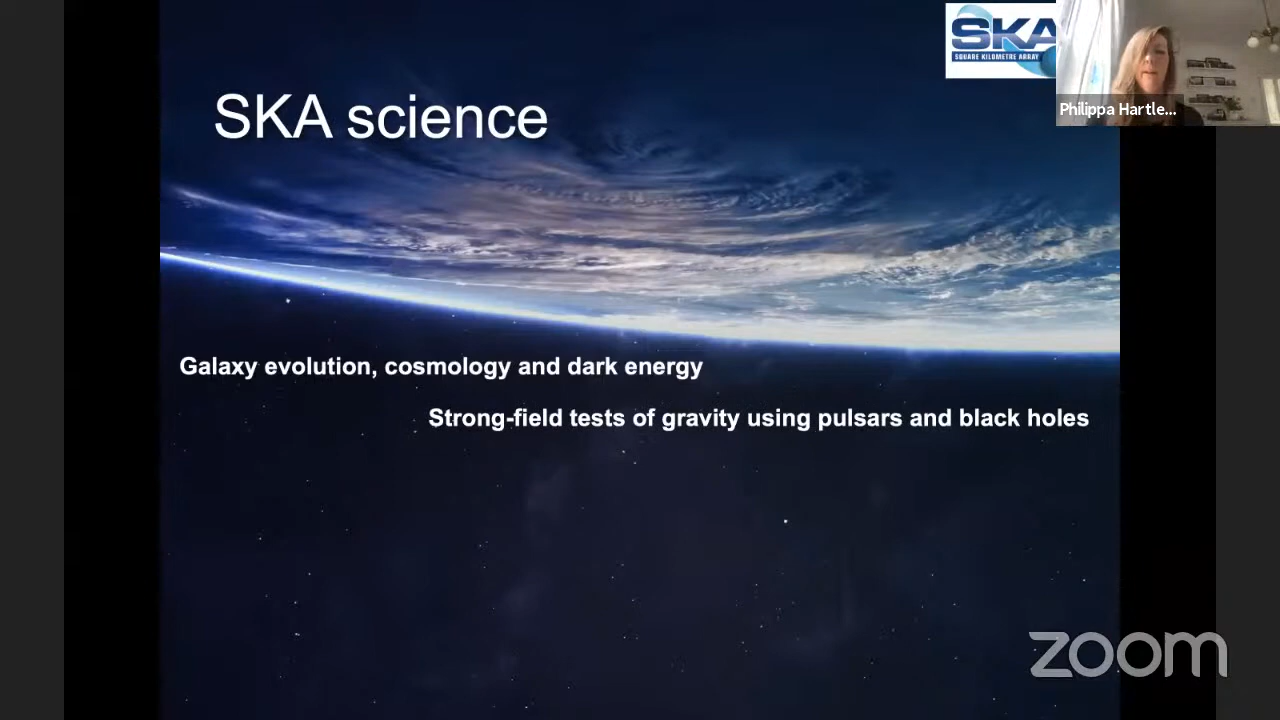 SKA
SQUARE KILOMETRE ARRAY
Philippa Hartle...
SKA science
Galaxy evolution, cosmology and dark energy
Strong-field tests of gravity using pulsars and black holes
zoom